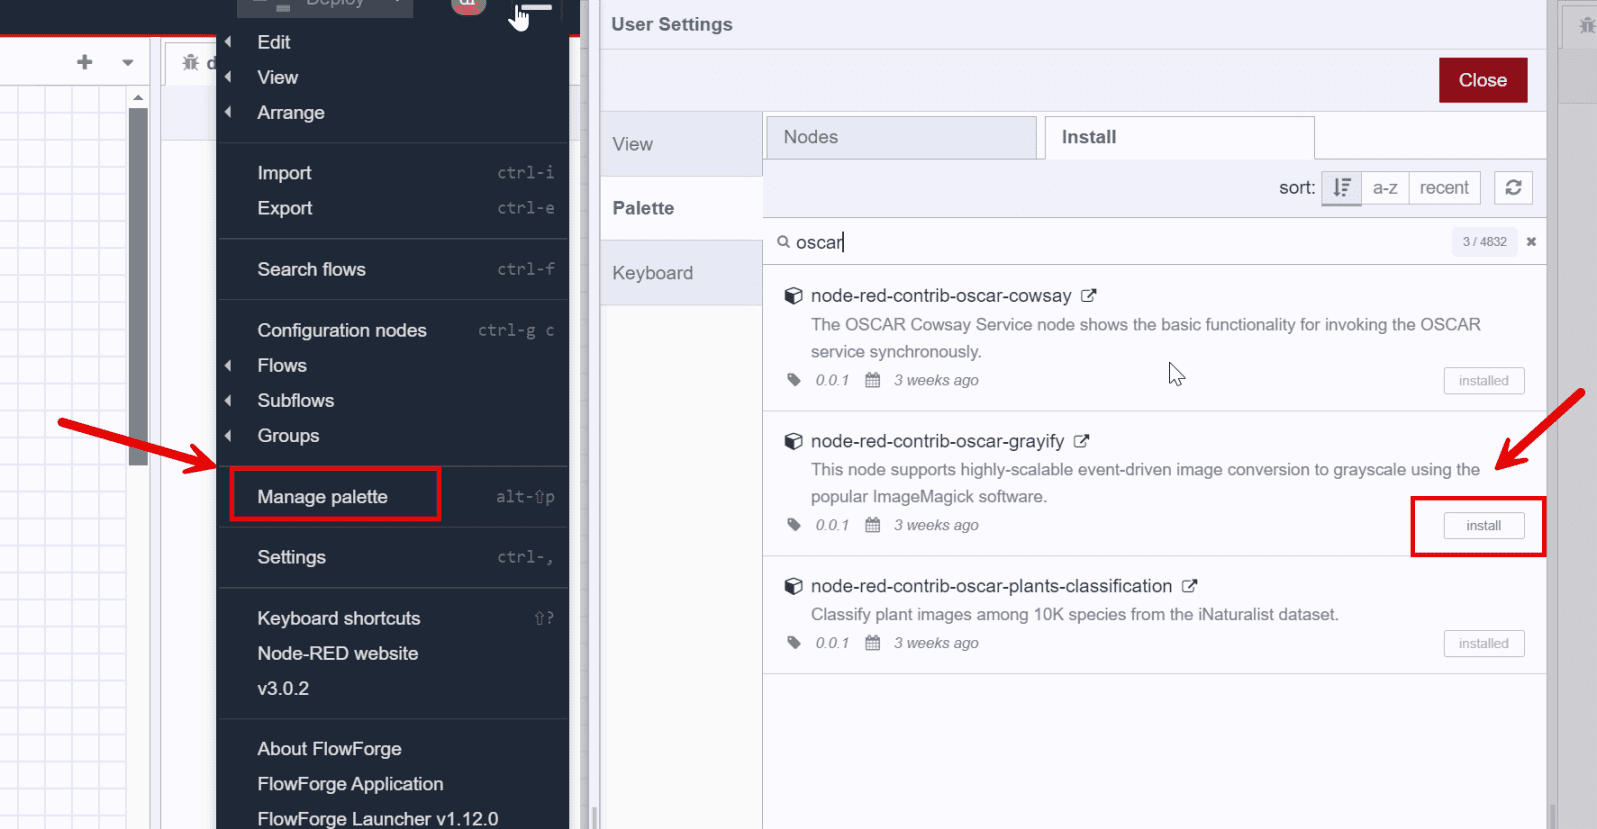 Deploy
Edit
View
Arrange
Import ctrl-i
Export ctrl-e
Search flows ctrl-f
Configuration nodes ctrl-g c
Flows
Subflows
Groups
Manage palette alt-⇧p
Settings ctrl-,
Keyboard shortcuts ⇧?
Node-RED website
v3.0.2
About FlowForge
FlowForge Application
FlowForge Launcher v1.12.0
User Settings
Close
View
Palette
Keyboard
Nodes
Install
sort: a-z recent
oscar 3 / 4832
node-red-contrib-oscar-cowsay
The OSCAR Cowsay Service node shows the basic functionality for invoking the OSCAR
service synchronously.
0.0.1 3 weeks ago
installed
node-red-contrib-oscar-grayify
This node supports highly-scalable event-driven image conversion to grayscale using the
popular ImageMagick software.
0.0.1 3 weeks ago
install
node-red-contrib-oscar-plants-classification
Classify plant images among 10K species from the iNaturalist dataset.
0.0.1 3 weeks ago
installed